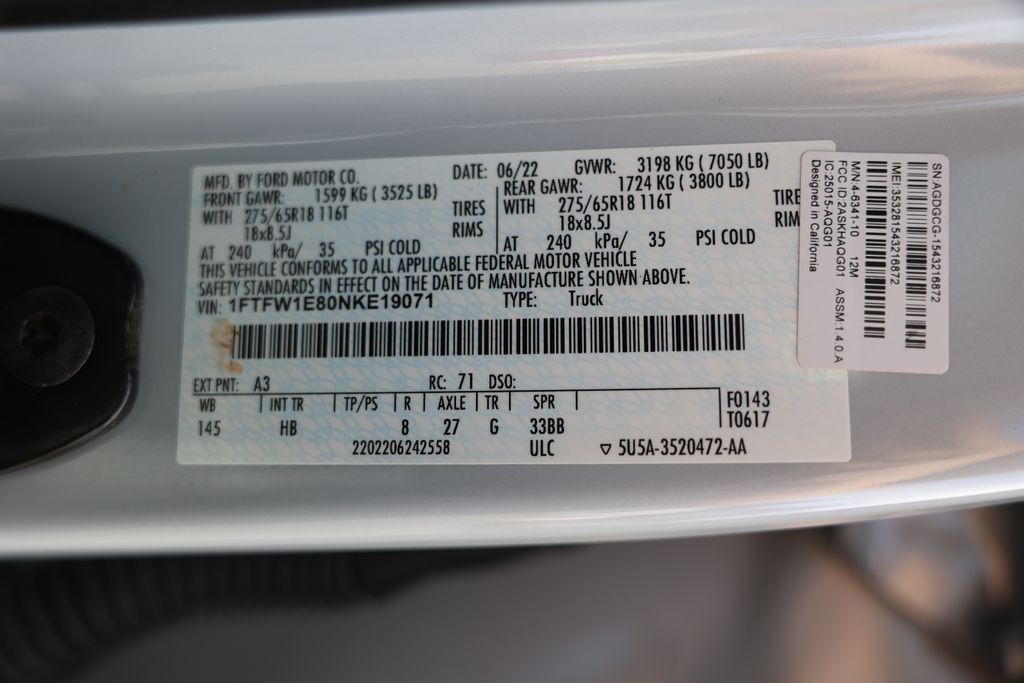 MFD. BY FORD MOTOR CO.
DATE: 06/22 GVWR: 3198 KG ( 7050 LB)
FRONT GAWR: 1599 KG ( 3525 LB)
REAR GAWR: 1724 KG ( 3800 LB)
WITH 275/65R18 116T TIRES
WITH 275/65R18 116T TIRE
18x8.5J RIMS
18x8.5J RIM
AT 240 kPa/ 35 PSI COLD
AT 240 kPa/ 35 PSI COLD
THIS VEHICLE CONFORMS TO ALL APPLICABLE FEDERAL MOTOR VEHICLE
SAFETY STANDARDS IN EFFECT ON THE DATE OF MANUFACTURE SHOWN ABOVE.
VIN: 1FTFW1E80NKE19071 TYPE: Truck
EXT PNT: A3 RC: 71 DSO:
WB INT TR TP/PS R AXLE TR SPR
145 HB 8 27 G 33BB
F0143
T0617
2202206242558 ULC ▽ 5U5A-3520472-AA
SN:AGDGCG-1543216872
IMEI:353281543216872
M/N:4-6341-10 12M
FCC ID:2ASKHAQG01 ASSM:1.4.0.A
IC:25015-AQG01
Designed in California